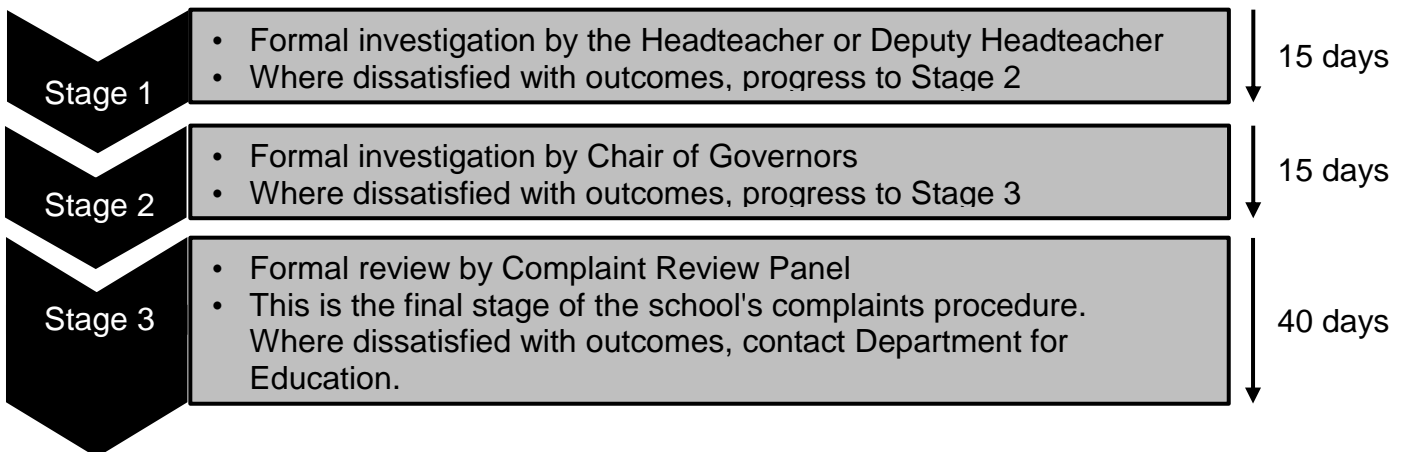 Stage 1
• Formal investigation by the Headteacher or Deputy Headteacher
• Where dissatisfied with outcomes, progress to Stage 2
15 days
Stage 2
• Formal investigation by Chair of Governors
• Where dissatisfied with outcomes, progress to Stage 3
15 days
Stage 3
• Formal review by Complaint Review Panel
• This is the final stage of the school's complaints procedure.
Where dissatisfied with outcomes, contact Department for
Education.
40 days